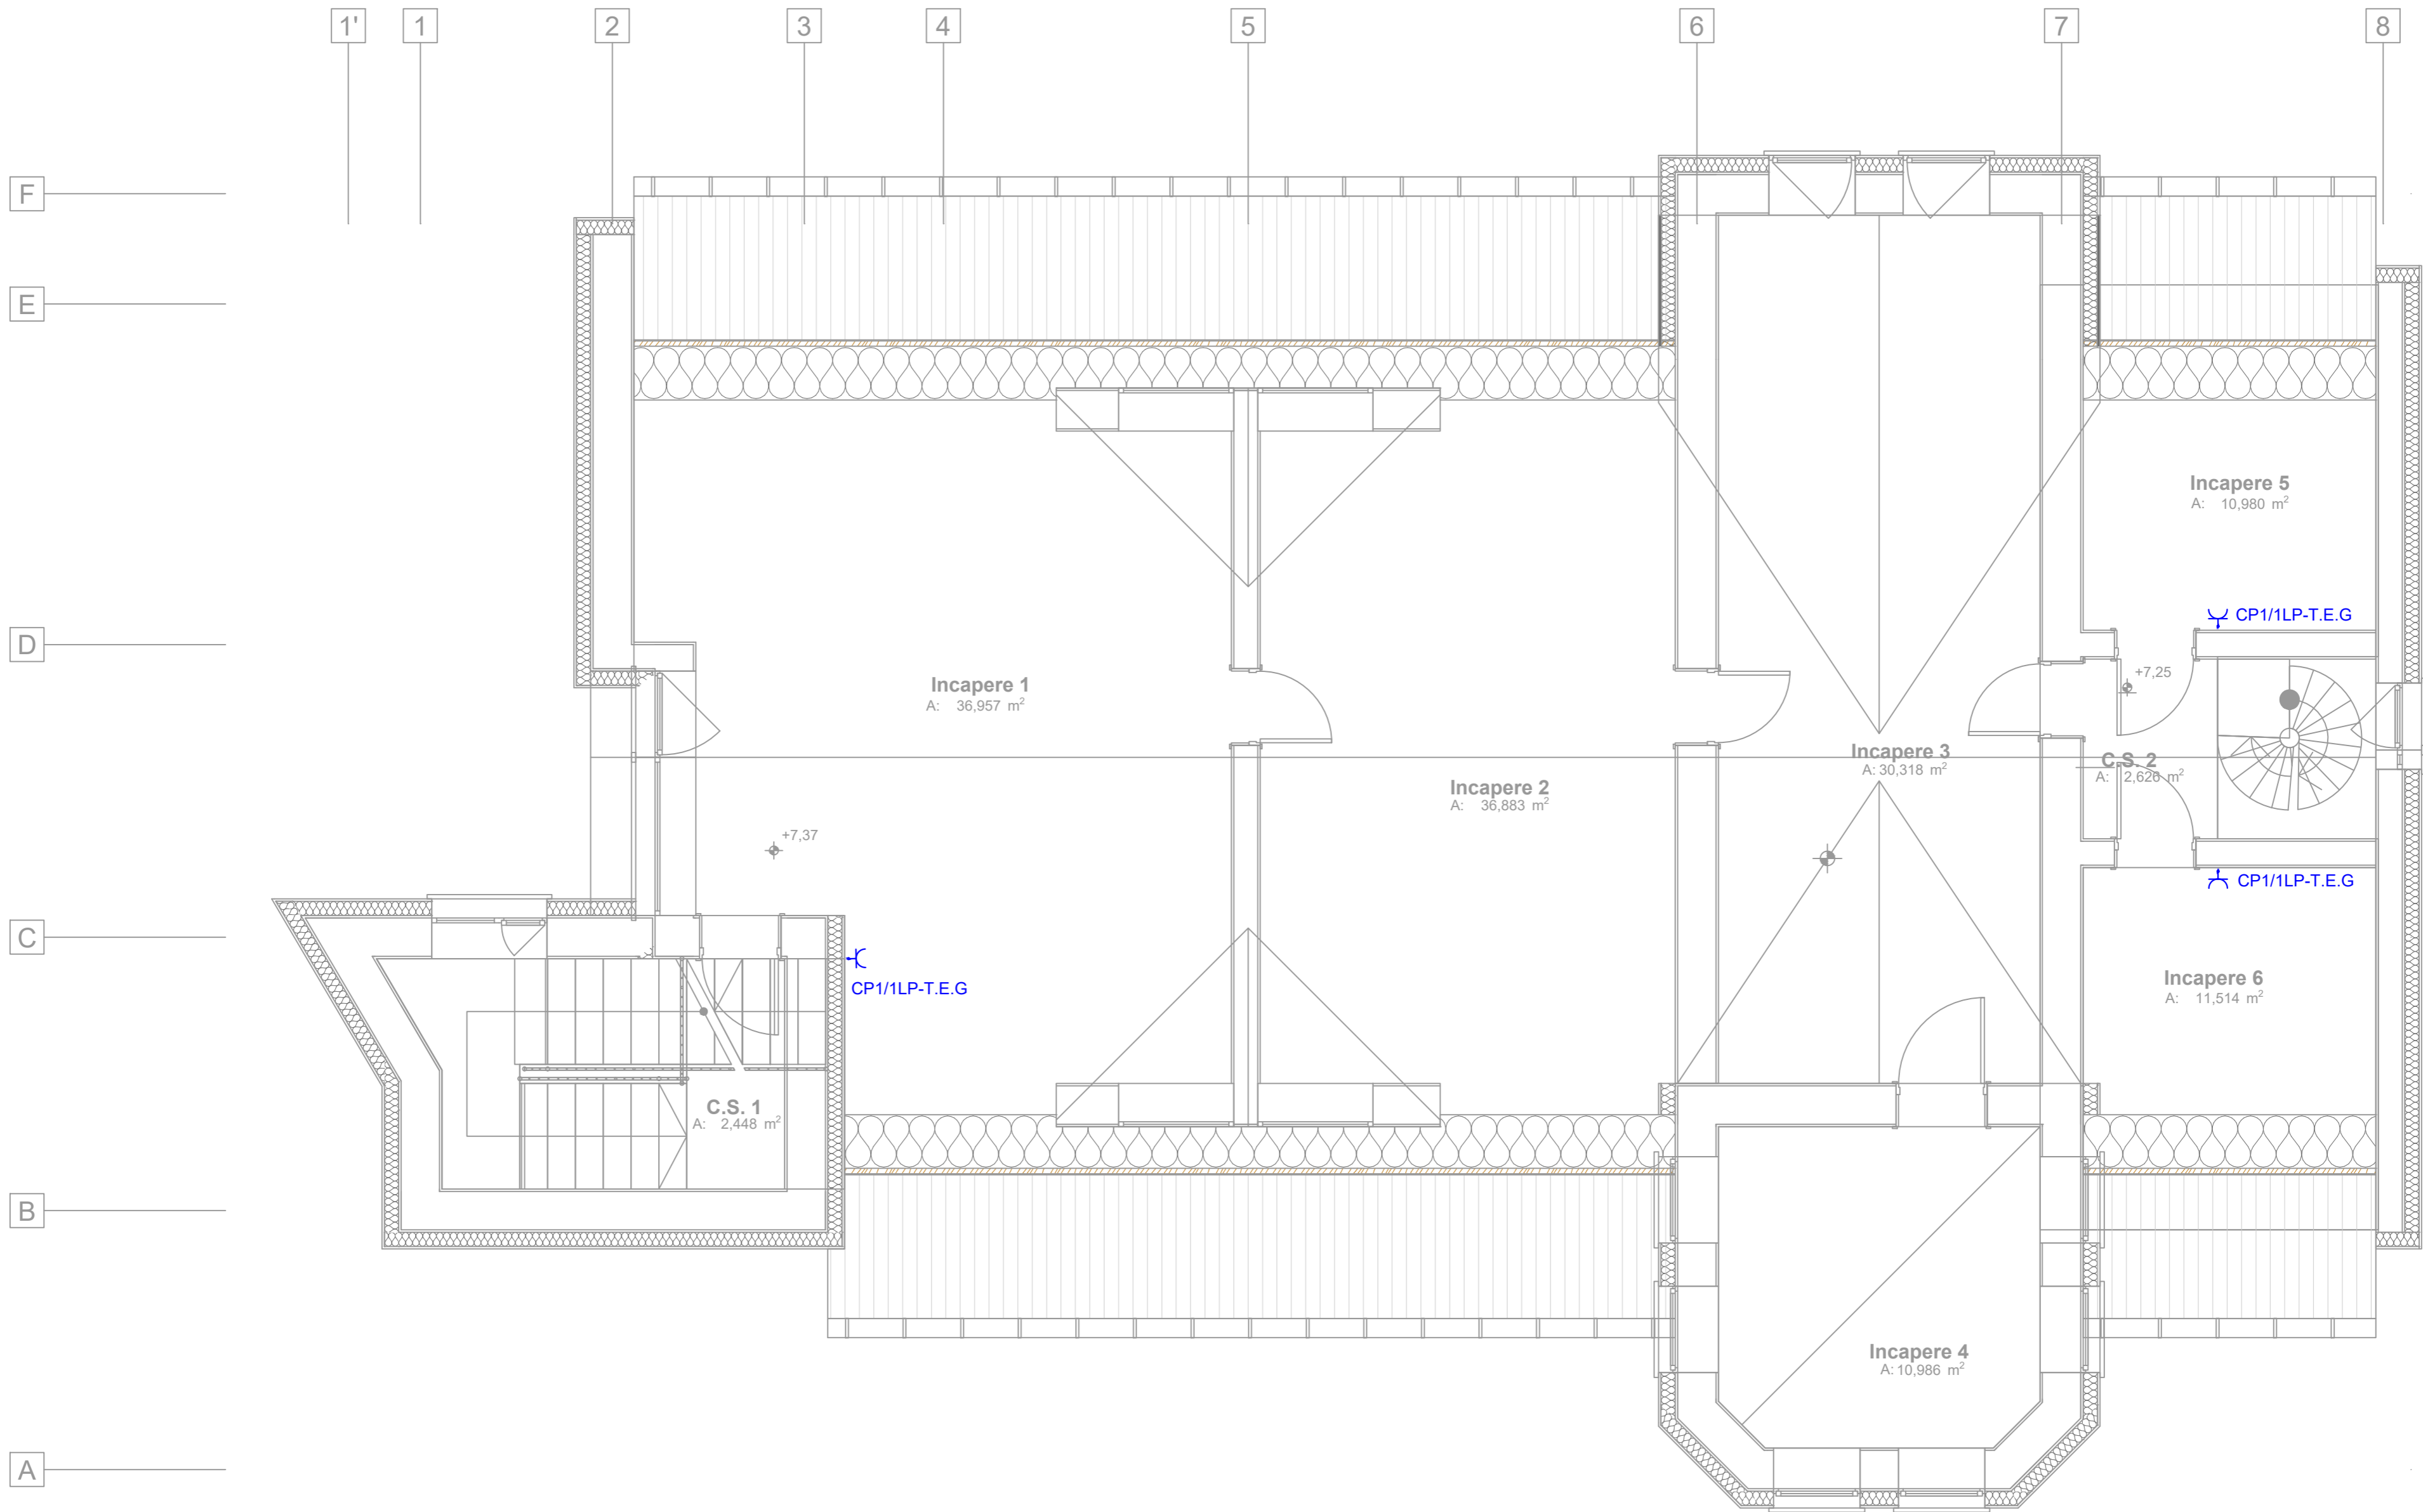 1'
1
2
3
4
5
6
7
8
F
E
D
C
B
A
Incapere 5
A: 10,980 m²
CP1/1LP-T.E.G
+7,25
Incapere 1
A: 36,957 m²
Incapere 3
A: 30,318 m²
C.S. 2
A: 2,626 m²
Incapere 2
A: 36,883 m²
+7,37
CP1/1LP-T.E.G
CP1/1LP-T.E.G
Incapere 6
A: 11,514 m²
C.S. 1
A: 2,448 m²
Incapere 4
A: 10,986 m²